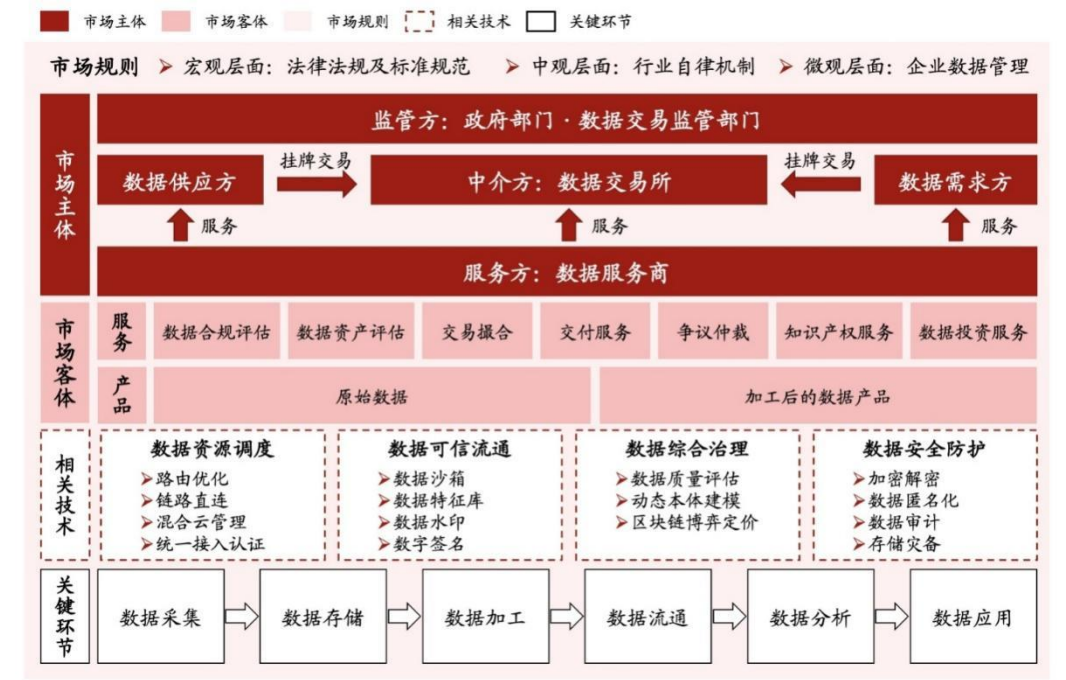 市场主体 市场客体 市场规则 相关技术 关键环节
市场规则 ➢ 宏观层面：法律法规及标准规范 ➢ 中观层面：行业自律机制 ➢ 微观层面：企业数据管理
市场主体
监管方：政府部门·数据交易监管部门
数据供应方 挂牌交易 中介方：数据交易所 挂牌交易 数据需求方
服务 服务 服务
服务方：数据服务商
市场客体
服务
数据合规评估 数据资产评估 交易撮合 交付服务 争议仲裁 知识产权服务 数据投资服务
产品
原始数据 加工后的数据产品
相关技术
数据资源调度
➢路由优化
➢链路直连
➢混合云管理
➢统一接入认证
数据可信流通
➢数据沙箱
➢数据特征库
➢数据水印
➢数字签名
数据综合治理
➢数据质量评估
➢动态本体建模
➢区块链博弈定价
数据安全防护
➢加密解密
➢数据匿名化
➢数据审计
➢存储灾备
关键环节
数据采集 数据存储 数据加工 数据流通 数据分析 数据应用